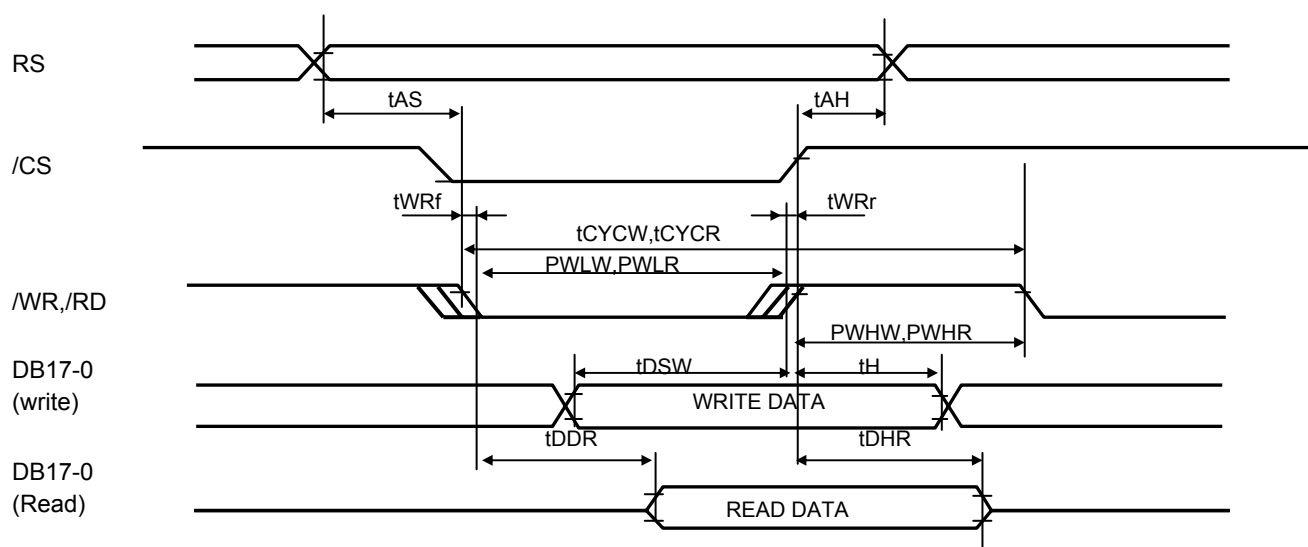 RS
tAS
tAH
/CS
tWRf
tWRr
tCYCW,tCYCR
PWLW,PWLR
/WR,/RD
PWHW,PWHR
DB17-0
(write)
tDSW
tH
WRITE DATA
tDDR
tDHR
DB17-0
(Read)
READ DATA